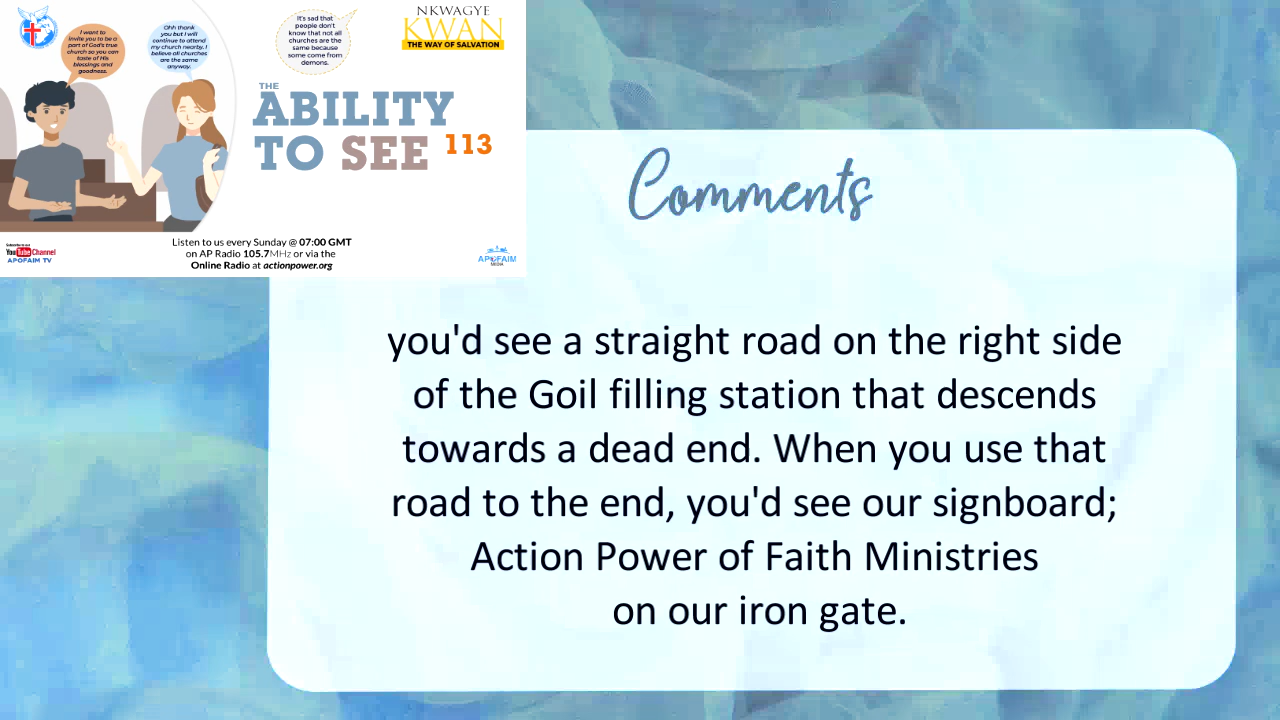 I want to
invite you to be a
part of God's true
church so you can
taste of His
blessings and
goodness.
Ohh thank
you but I will
continue to attend
my church nearby. I
believe all churches
are the same
anyway.
It's sad that
people don't
know that not all
churches are the
same because
some come from
demons.
NKWAGYE
KWAN
THE WAY OF SALVATION
THE
ABILITY
TO SEE 113
Listen to us every Sunday @ 07:00 GMT
on AP Radio 105.7MHz or via the
Online Radio at actionpower.org
Subscribe to our
YouTube Channel
APOFAIM TV
APOFAIM
MEDIA
Comments
you'd see a straight road on the right side
of the Goil filling station that descends
towards a dead end. When you use that
road to the end, you'd see our signboard;
Action Power of Faith Ministries
on our iron gate.